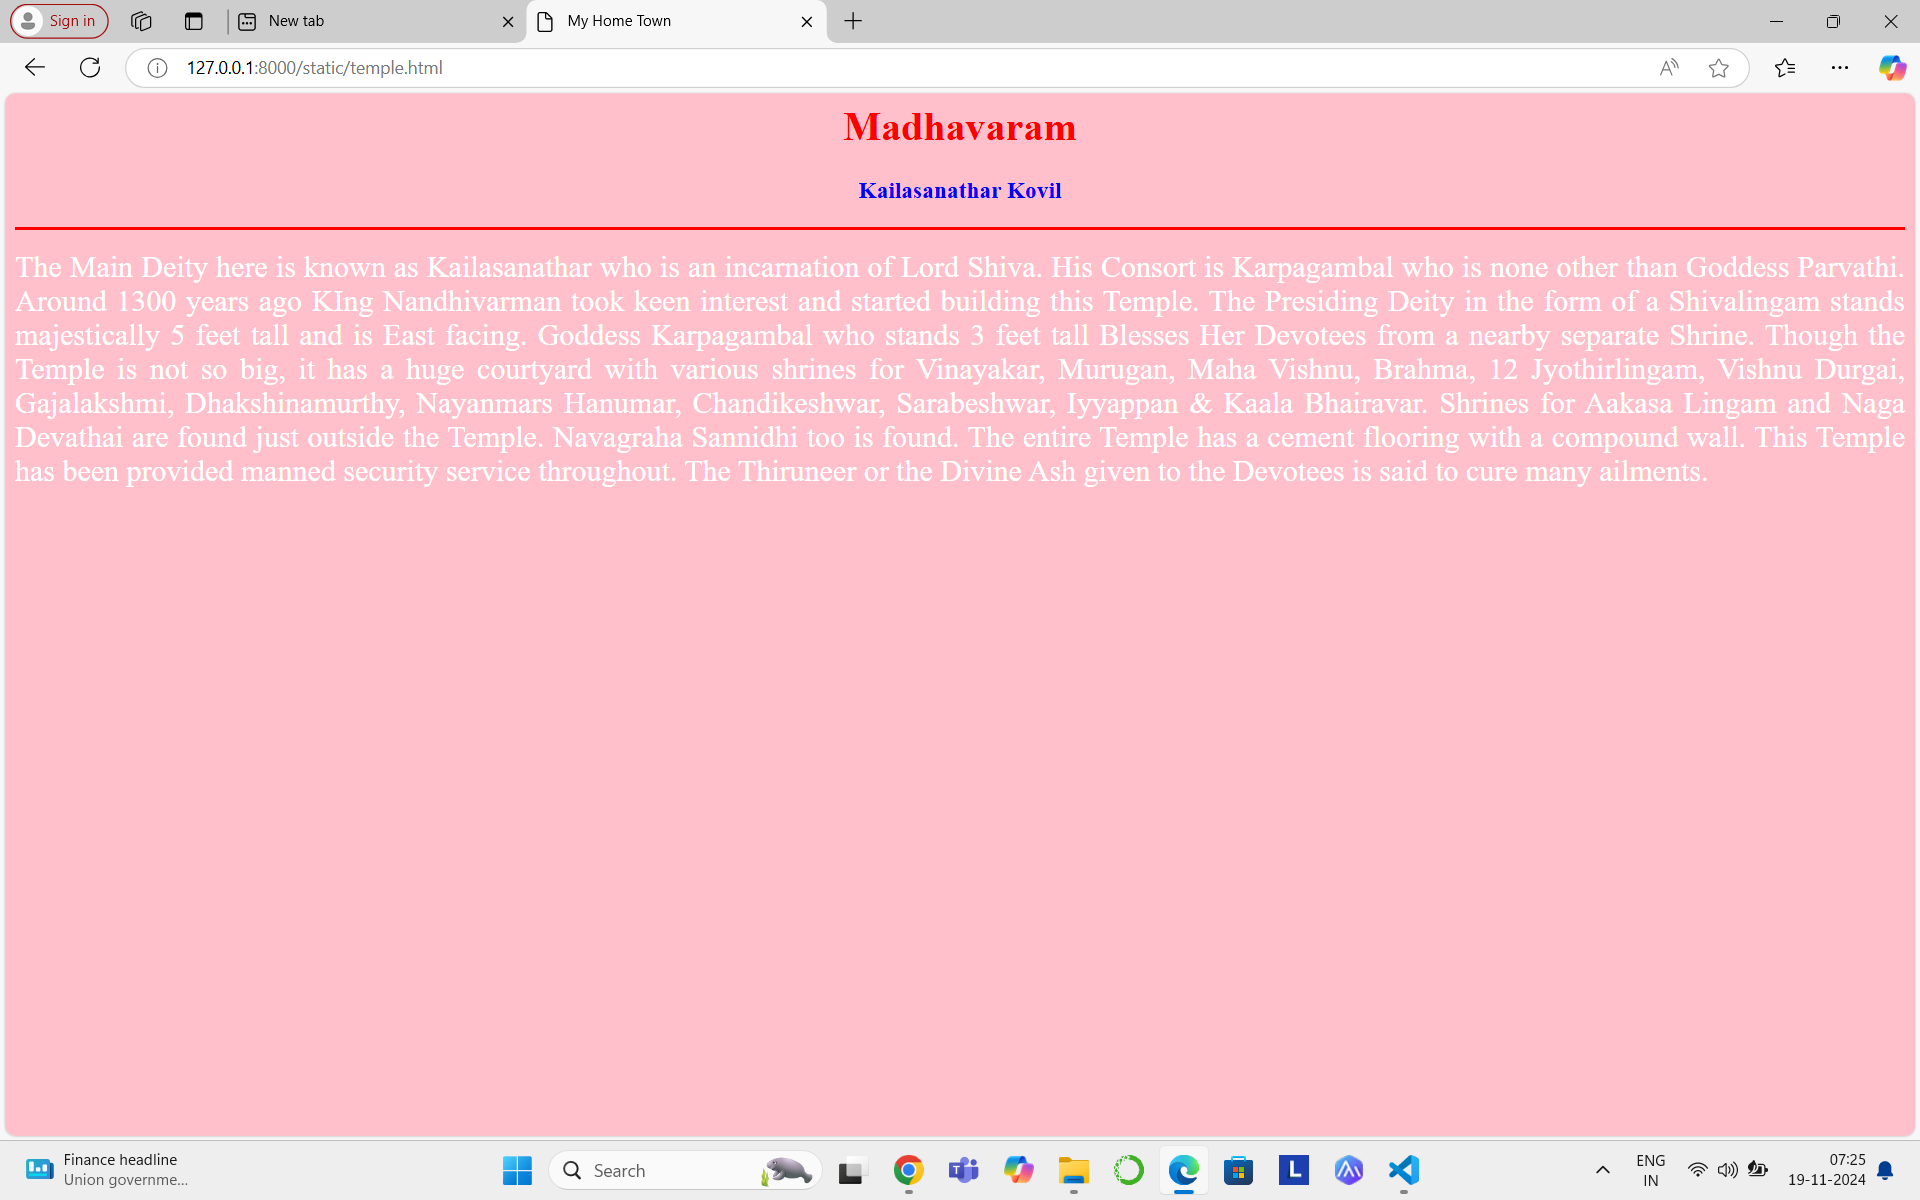 Sign in
New tab
My Home Town
127.0.0.1:8000/static/temple.html
Madhavaram
Kailasanathar Kovil
The Main Deity here is known as Kailasanathar who is an incarnation of Lord Shiva. His Consort is Karpagambal who is none other than Goddess Parvathi.
Around 1300 years ago KIng Nandhivarman took keen interest and started building this Temple. The Presiding Deity in the form of a Shivalingam stands
majestically 5 feet tall and is East facing. Goddess Karpagambal who stands 3 feet tall Blesses Her Devotees from a nearby separate Shrine. Though the
Temple is not so big, it has a huge courtyard with various shrines for Vinayakar, Murugan, Maha Vishnu, Brahma, 12 Jyothirlingam, Vishnu Durgai,
Gajalakshmi, Dhakshinamurthy, Nayanmars Hanumar, Chandikeshwar, Sarabeshwar, Iyyappan & Kaala Bhairavar. Shrines for Aakasa Lingam and Naga
Devathai are found just outside the Temple. Navagraha Sannidhi too is found. The entire Temple has a cement flooring with a compound wall. This Temple
has been provided manned security service throughout. The Thiruneer or the Divine Ash given to the Devotees is said to cure many ailments.
Finance headline
Union governme...
Search
L
ENG
IN
07:25
19-11-2024